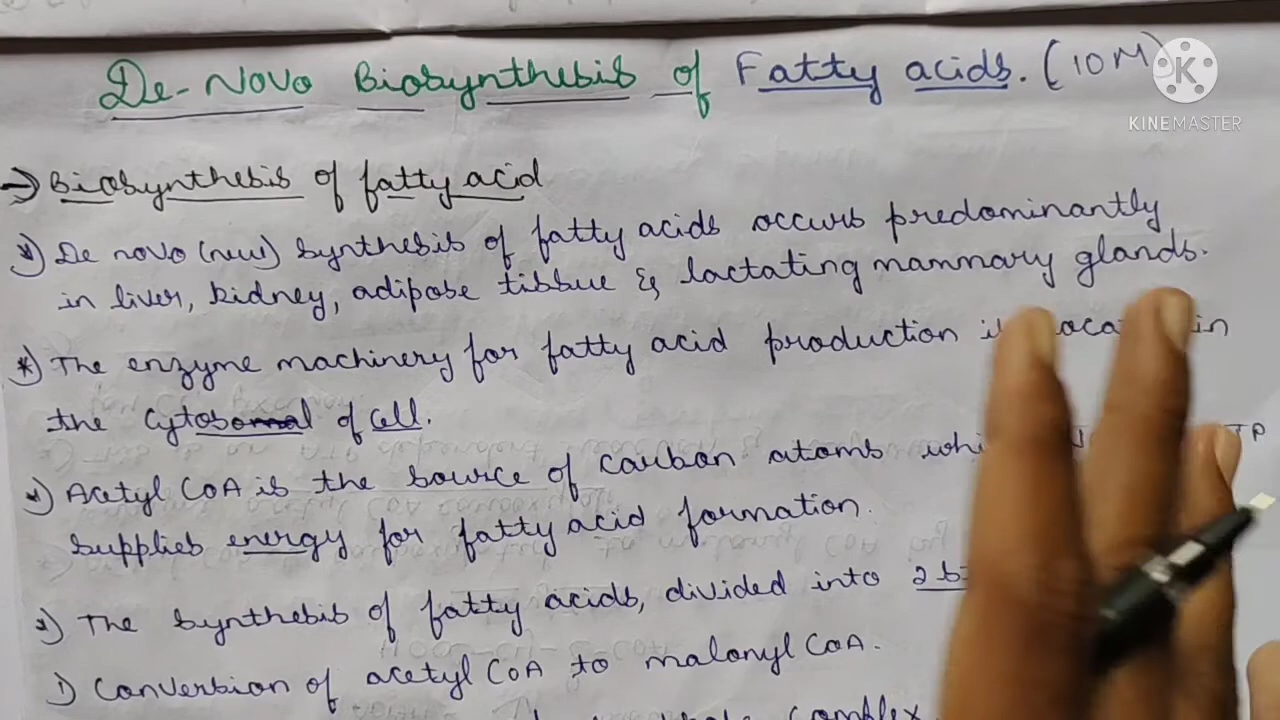 De-Novo Biosynthesis of Fatty acids. (10M)
KINEMASTER
→ Biosynthesis of fatty acid
*) De novo (new) synthesis of fatty acids occurs predominantly
in liver, kidney, adipose tissue & lactating mammary glands.
*) The enzyme machinery for fatty acid production in
the cytosomal of cell.
*) Acetyl CoA is the source of carbon atoms
supplies energy for fatty acid formation.
*) The synthesis of fatty acids, divided into 2
1) Conversion of acetyl CoA to malonyl CoA.
complex.